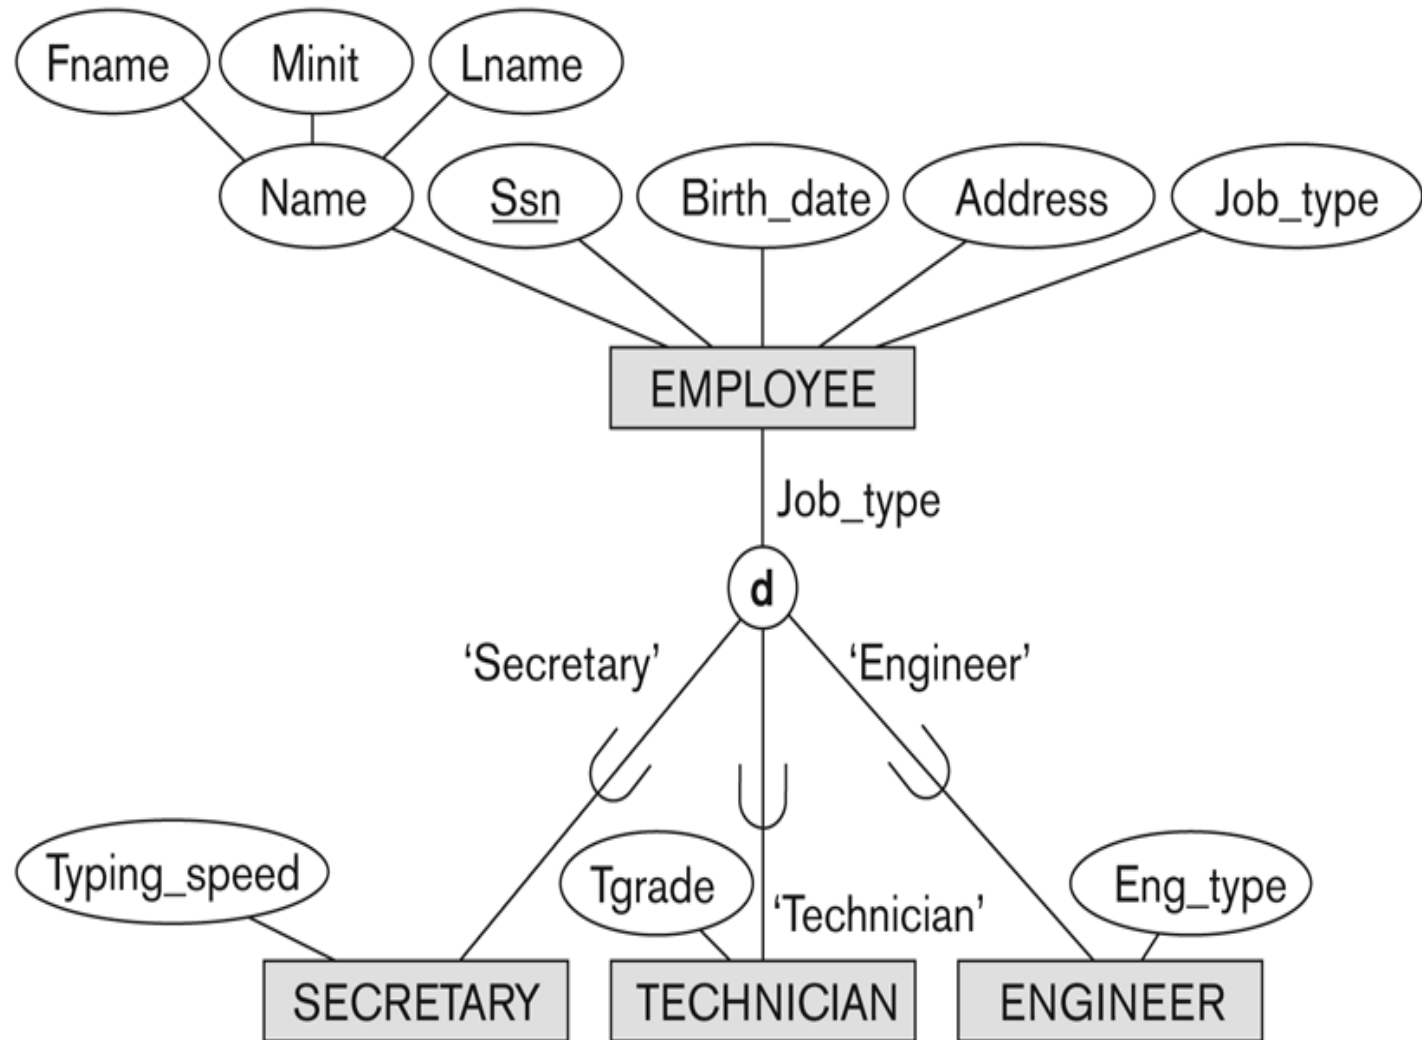 Fname Minit Lname
Name Ssn Birth_date Address Job_type
EMPLOYEE
Job_type
d
‘Secretary’ ‘Engineer’
Typing_speed Tgrade Eng_type
‘Technician’
SECRETARY TECHNICIAN ENGINEER